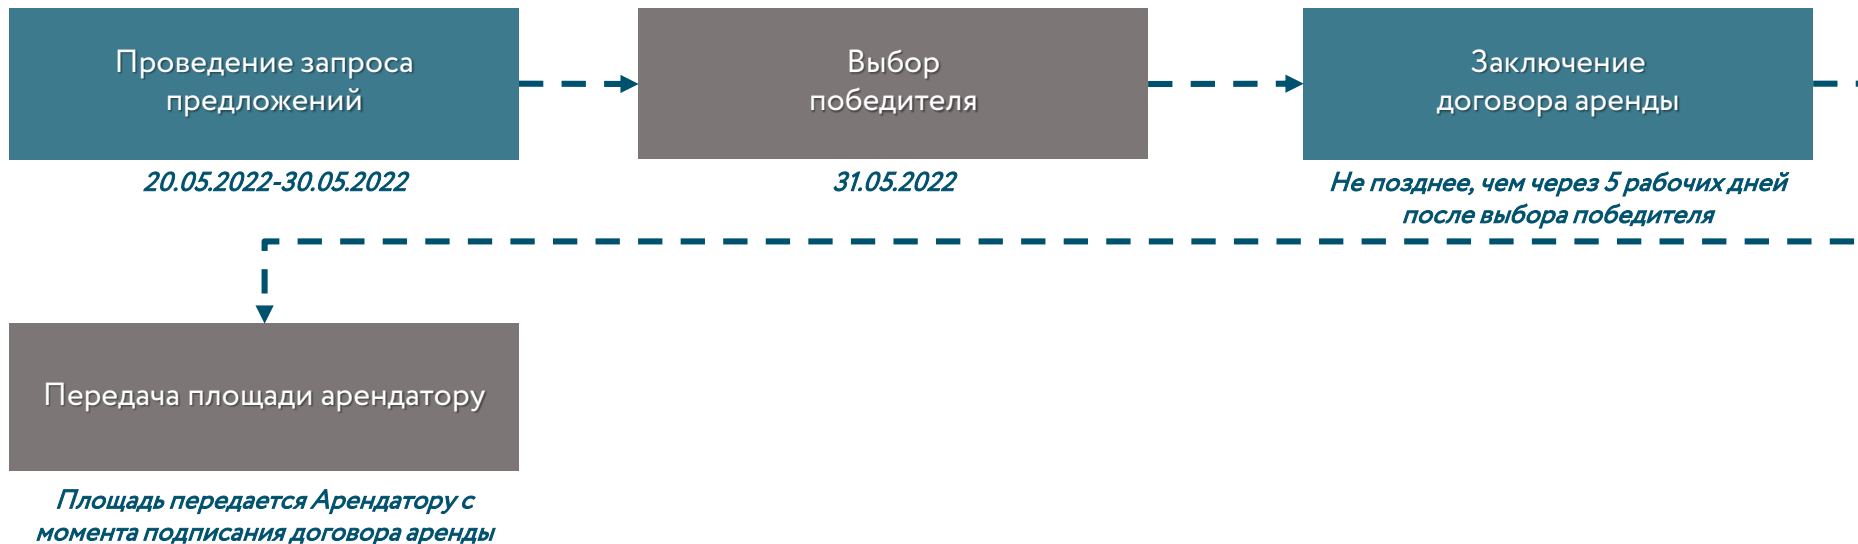 Проведение запроса
предложений
20.05.2022-30.05.2022
Выбор
победителя
31.05.2022
Заключение
договора аренды
Не позднее, чем через 5 рабочих дней
после выбора победителя
Передача площади арендатору
Площадь передается Арендатору с
момента подписания договора аренды